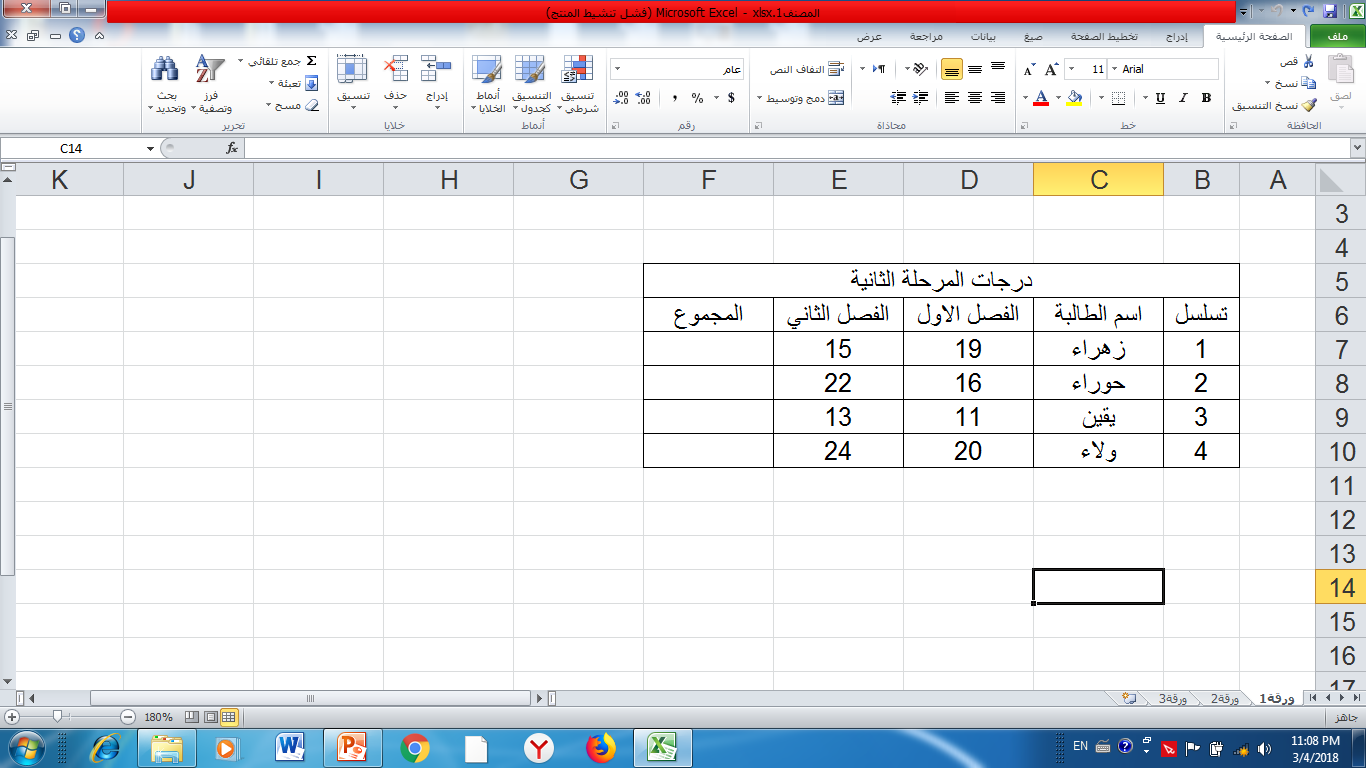 المصنف1.xlsx - Microsoft Excel (فشل تنشيط المنتج)
ملف الصفحة الرئيسية إدراج تخطيط الصفحة صيغ بيانات مراجعة عرض
لصق
قص
نسخ
نسخ التنسيق
الحافظة
Arial 11
B I U
خط
التفاف النص
دمج وتوسيط
محاذاة
عام
$ % ,
رقم
تنسيق شرطي
التنسيق كجدول
أنماط الخلايا
أنماط
إدراج
حذف
تنسيق
خلايا
Σ جمع تلقائي
تعبئة
مسح
فرز وتصفية
بحث وتحديد
تحرير
C14 fx
A B C D E F G H I J K
3
4
5 درجات المرحلة الثانية
6 تسلسل اسم الطالبة الفصل الاول الفصل الثاني المجموع
7 1 زهراء 19 15
8 2 حوراء 16 22
9 3 يقين 11 13
10 4 ولاء 20 24
11
12
13
14
15
16
17
ورقة1 ورقة2 ورقة3
جاهز 180%
EN 11:08 PM
3/4/2018